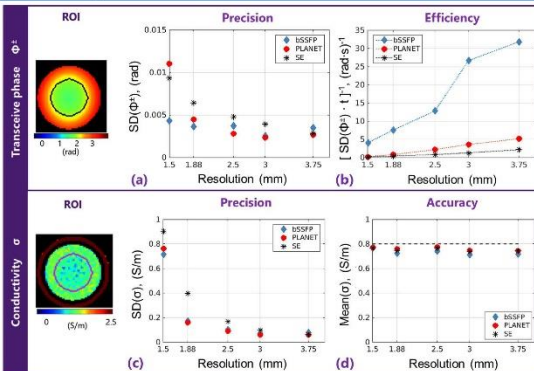 ROI
Precision
Efficiency
Transceive phase Φ±
0 1 2 3 4
(rad)
SD(Φ±), (rad)
0.015
0.01
0.005
0
bSSFP
PLANET
SE
1.5 1.88 2.5 3 3.75
(a) Resolution (mm)
[ SD(Φ±) · t ]-1, (rad·s)-1
35
30
25
20
15
10
5
0
bSSFP
PLANET
SE
1.5 1.88 2.5 3 3.75
(b) Resolution (mm)
ROI
Precision
Accuracy
Conductivity σ
0 2.5
(S/m)
SD(σ), (S/m)
1
0.8
0.6
0.4
0.2
0
bSSFP
PLANET
SE
1.5 1.88 2.5 3 3.75
(c) Resolution (mm)
Mean(σ), (S/m)
1
0.8
0.6
0.4
0.2
0
bSSFP
PLANET
SE
1.5 1.88 2.5 3 3.75
(d) Resolution (mm)